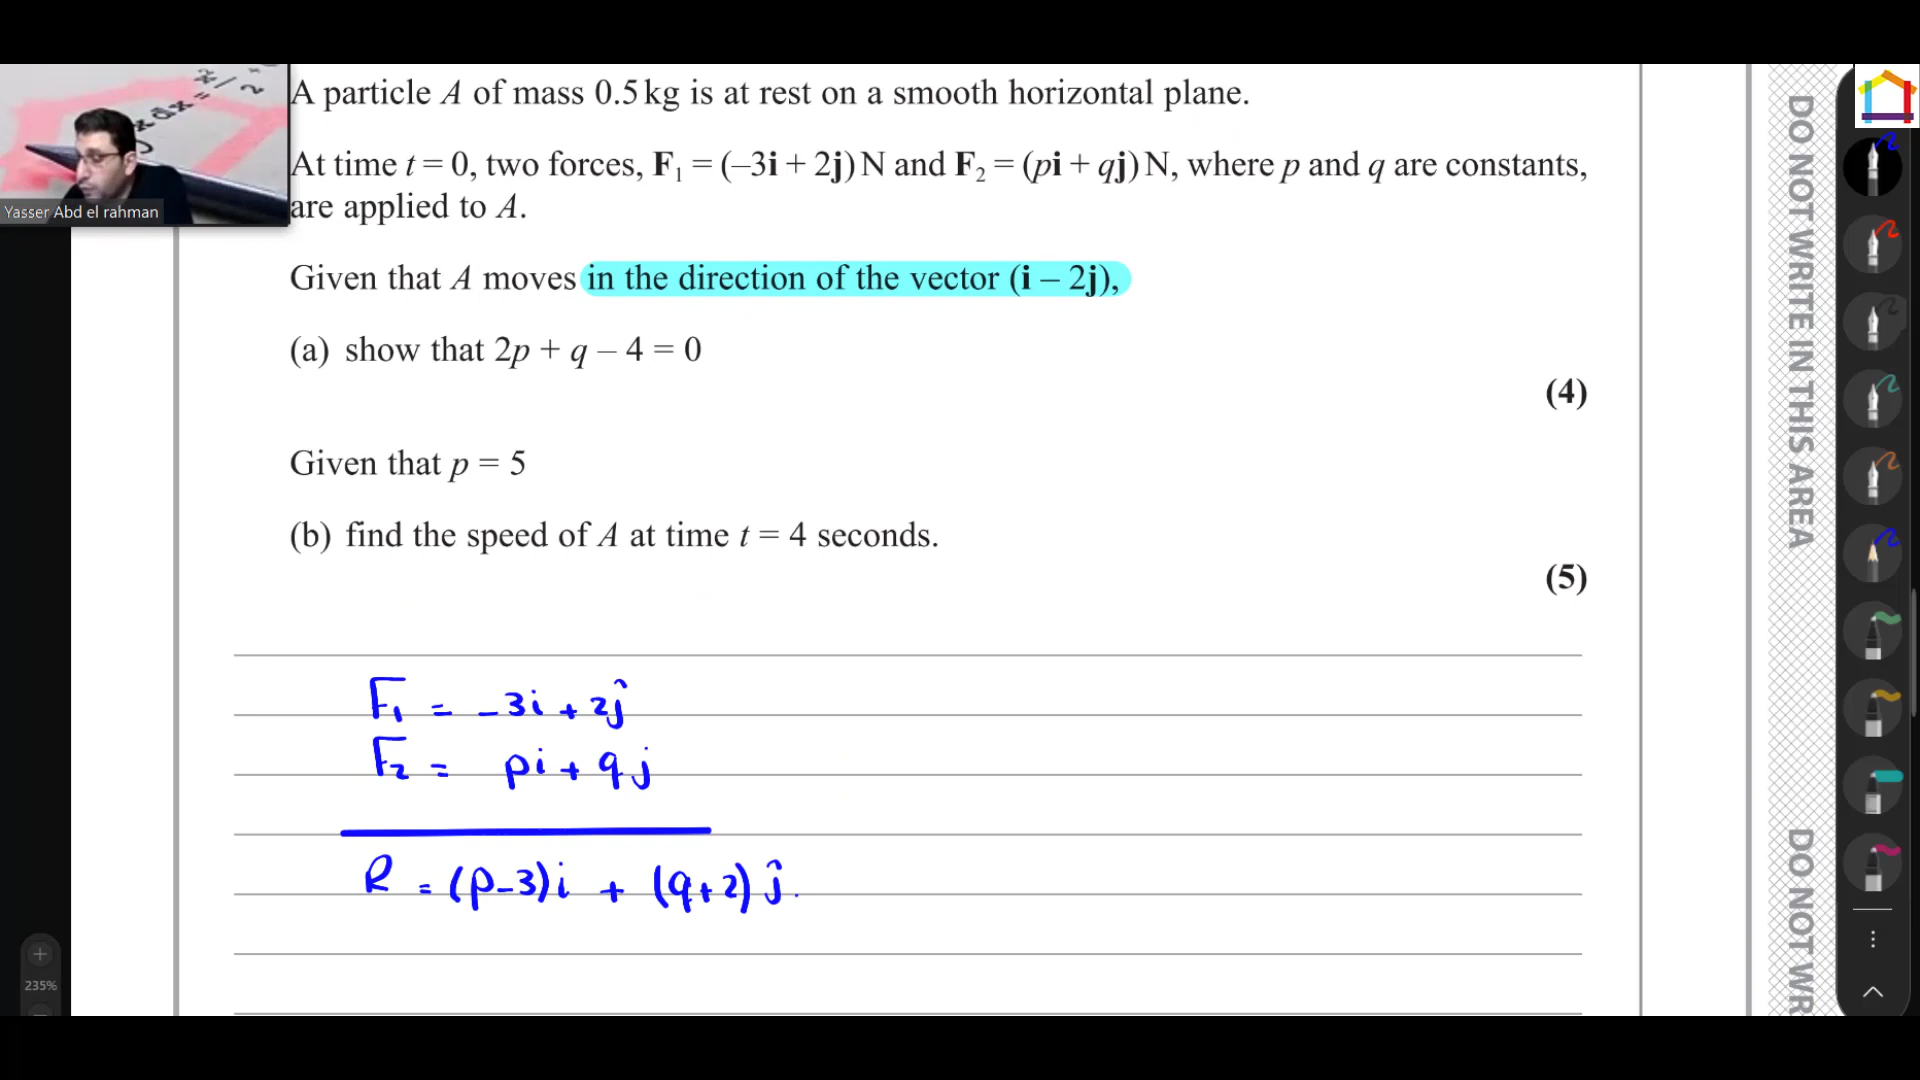 A particle A of mass 0.5 kg is at rest on a smooth horizontal plane.
At time t = 0, two forces, F₁ = (–3i + 2j) N and F₂ = (pi + qj) N, where p and q are constants,
are applied to A.
Yasser Abd el rahman
Given that A moves in the direction of the vector (i – 2j),
(a) show that 2p + q – 4 = 0
(4)
Given that p = 5
(b) find the speed of A at time t = 4 seconds.
(5)
F₁ = -3i + 2j
F₂ = pi + qj
R = (p-3)i + (q+2)j.
235%
DO NOT WRITE IN THIS AREA
DO NOT WR